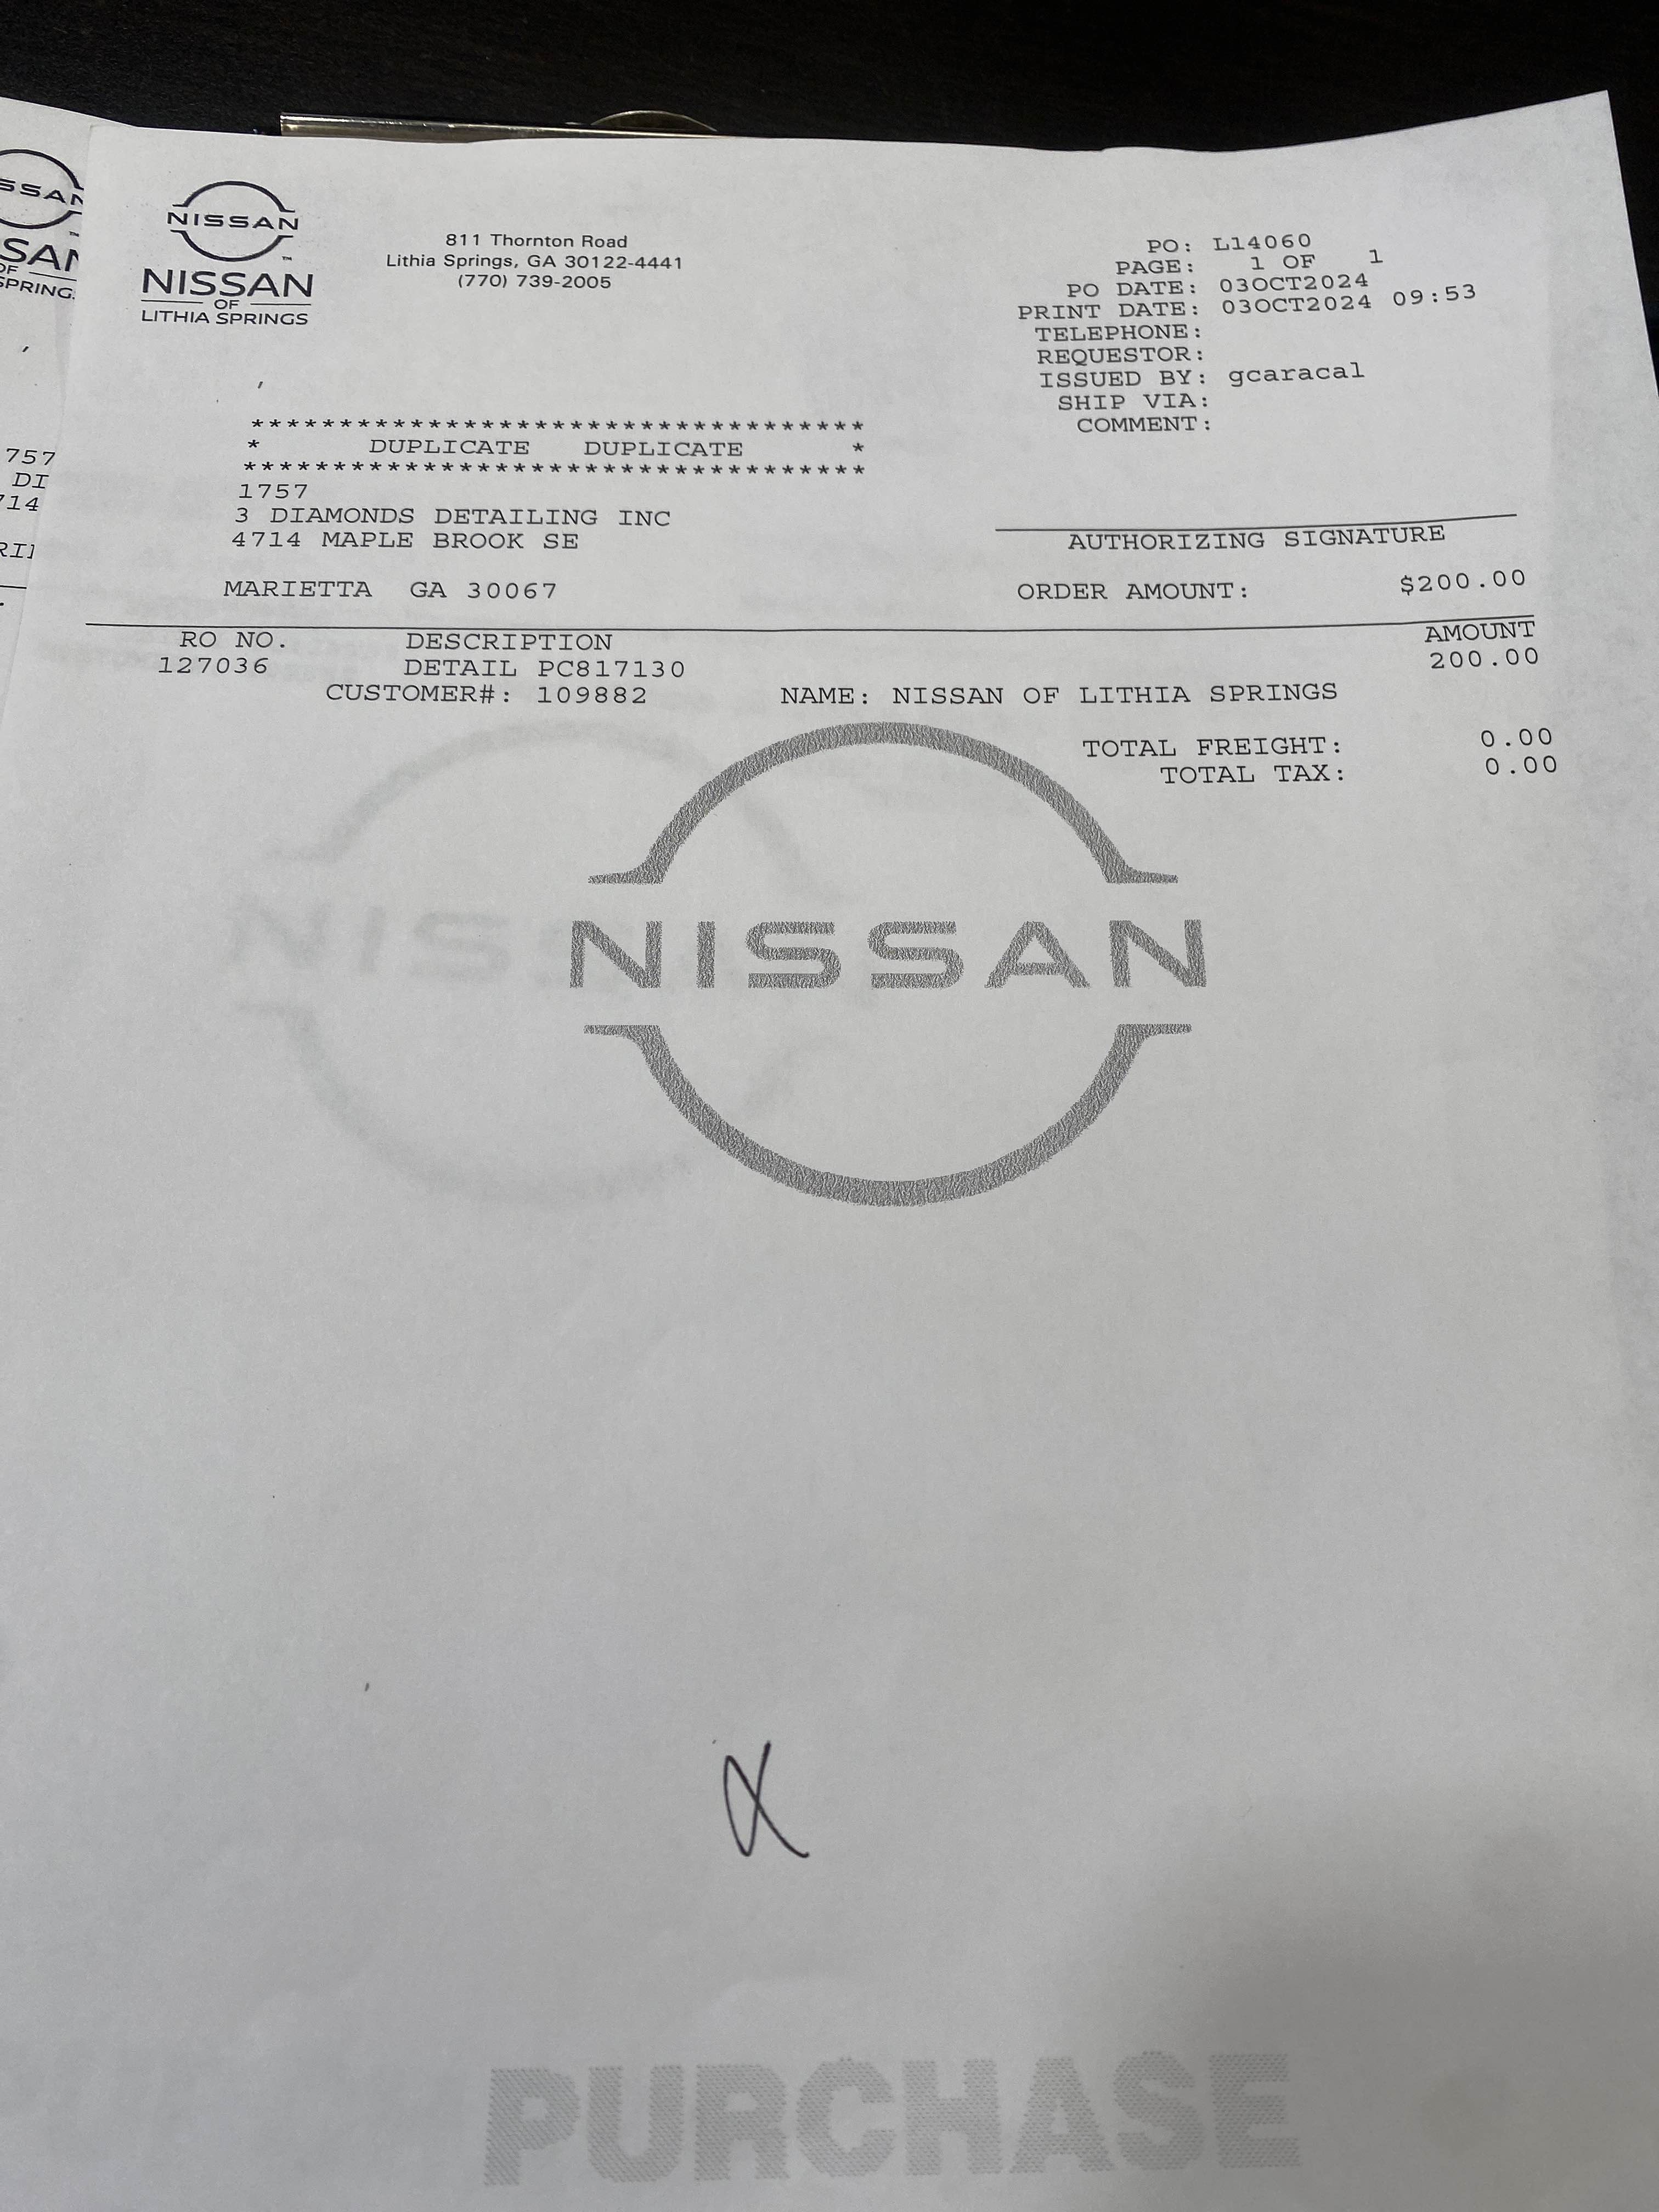 NISSAN
NISSAN
OF
LITHIA SPRINGS
811 Thornton Road
Lithia Springs, GA 30122-4441
(770) 739-2005
PO: L14060
PAGE: 1 OF 1
PO DATE: 03OCT2024
PRINT DATE: 03OCT2024 09:53
TELEPHONE:
REQUESTOR:
ISSUED BY: gcaracal
SHIP VIA:
COMMENT:
***********************************
* DUPLICATE DUPLICATE *
***********************************
1757
3 DIAMONDS DETAILING INC
4714 MAPLE BROOK SE
MARIETTA GA 30067
AUTHORIZING SIGNATURE
ORDER AMOUNT: $200.00
RO NO. DESCRIPTION AMOUNT
127036 DETAIL PC817130 200.00
CUSTOMER#: 109882 NAME: NISSAN OF LITHIA SPRINGS
TOTAL FREIGHT: 0.00
TOTAL TAX: 0.00
NISSAN
PURCHASE